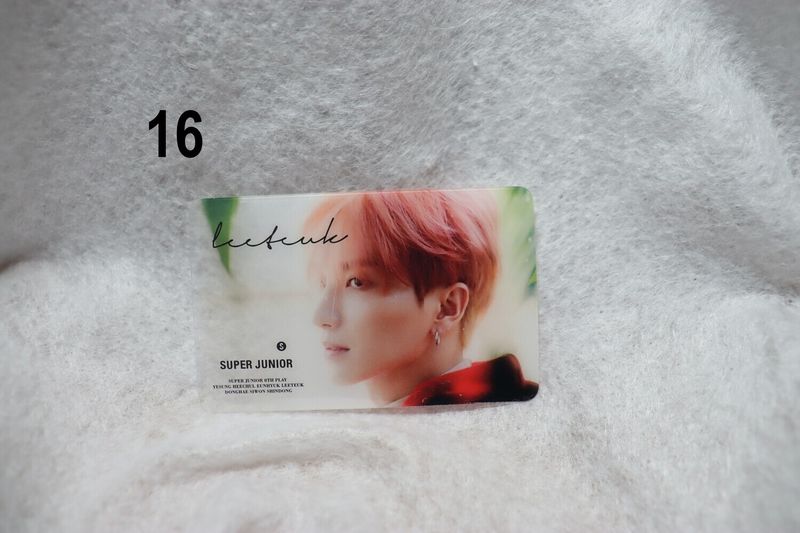 16
leeteuk
S
SUPER JUNIOR
SUPER JUNIOR 8TH PLAY
YESUNG HEECHUL EUNHYUK LEETEUK
DONGHAE SIWON SHINDONG